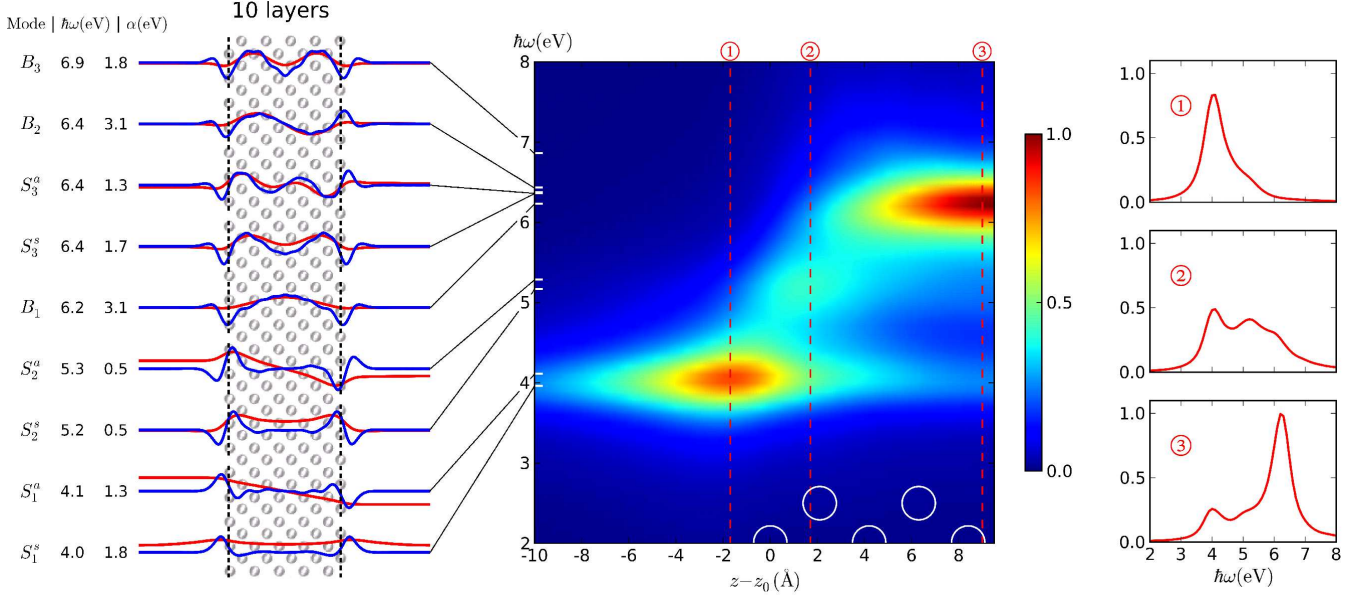 10 layers
Mode | ħω(eV) | α(eV)
B₃ 6.9 1.8
B₂ 6.4 3.1
S₃ᵃ 6.4 1.3
S₃ˢ 6.4 1.7
B₁ 6.2 3.1
S₂ᵃ 5.3 0.5
S₂ˢ 5.2 0.5
S₁ᵃ 4.1 1.3
S₁ˢ 4.0 1.8
ħω(eV)
① ② ③
8
7
6
5
4
3
2
-10 -8 -6 -4 -2 0 2 4 6 8
z−z₀(Å)
1.0
0.5
0.0
1.0
①
0.5
0.0
1.0
②
0.5
0.0
1.0
③
0.5
0.0
2 3 4 5 6 7 8
ħω(eV)